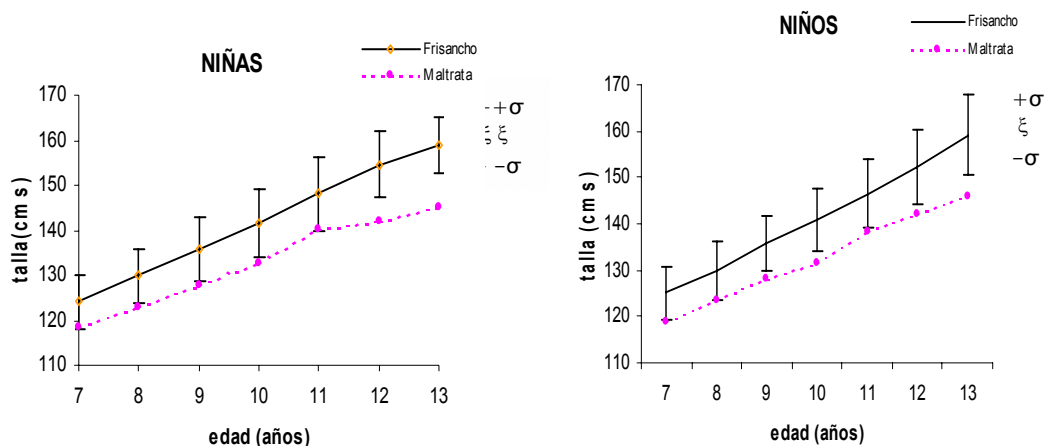 NIÑAS
Frisancho
Maltrata
170
160
150
140
130
120
110
talla(cm s)
7 8 9 10 11 12 13
edad (años)
+σ
ξ ξ
-σ
NIÑOS
Frisancho
Maltrata
170
160
150
140
130
120
110
talla (cm s)
7 8 9 10 11 12 13
edad (años)
+σ
ξ
−σ